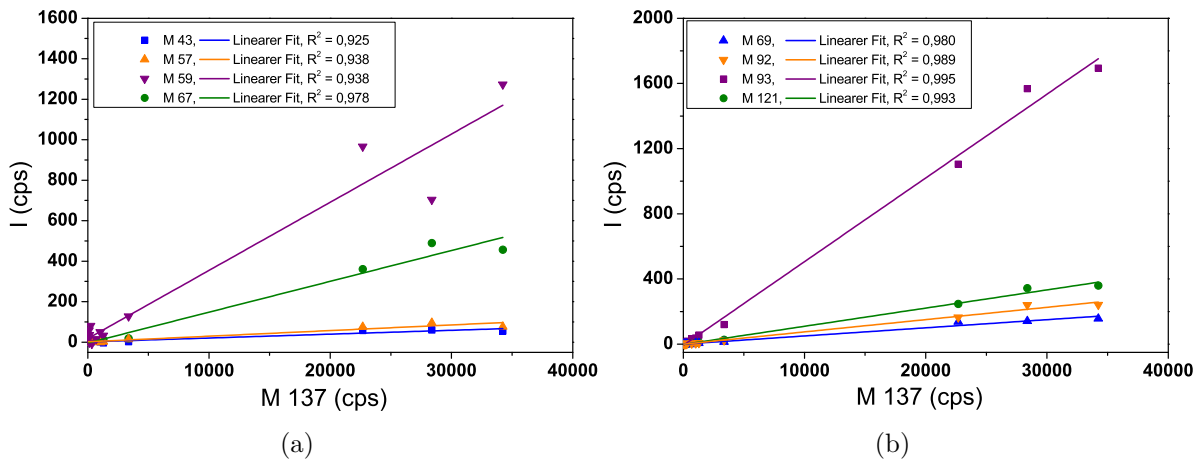 1600
1400
1200
1000
800
600
400
200
0
I (cps)
M 43, Linearer Fit, R² = 0,925
M 57, Linearer Fit, R² = 0,938
M 59, Linearer Fit, R² = 0,938
M 67, Linearer Fit, R² = 0,978
0 10000 20000 30000 40000
M 137 (cps)
(a)
2000
1600
1200
800
400
0
I (cps)
M 69, Linearer Fit, R² = 0,980
M 92, Linearer Fit, R² = 0,989
M 93, Linearer Fit, R² = 0,995
M 121, Linearer Fit, R² = 0,993
0 10000 20000 30000 40000
M 137 (cps)
(b)